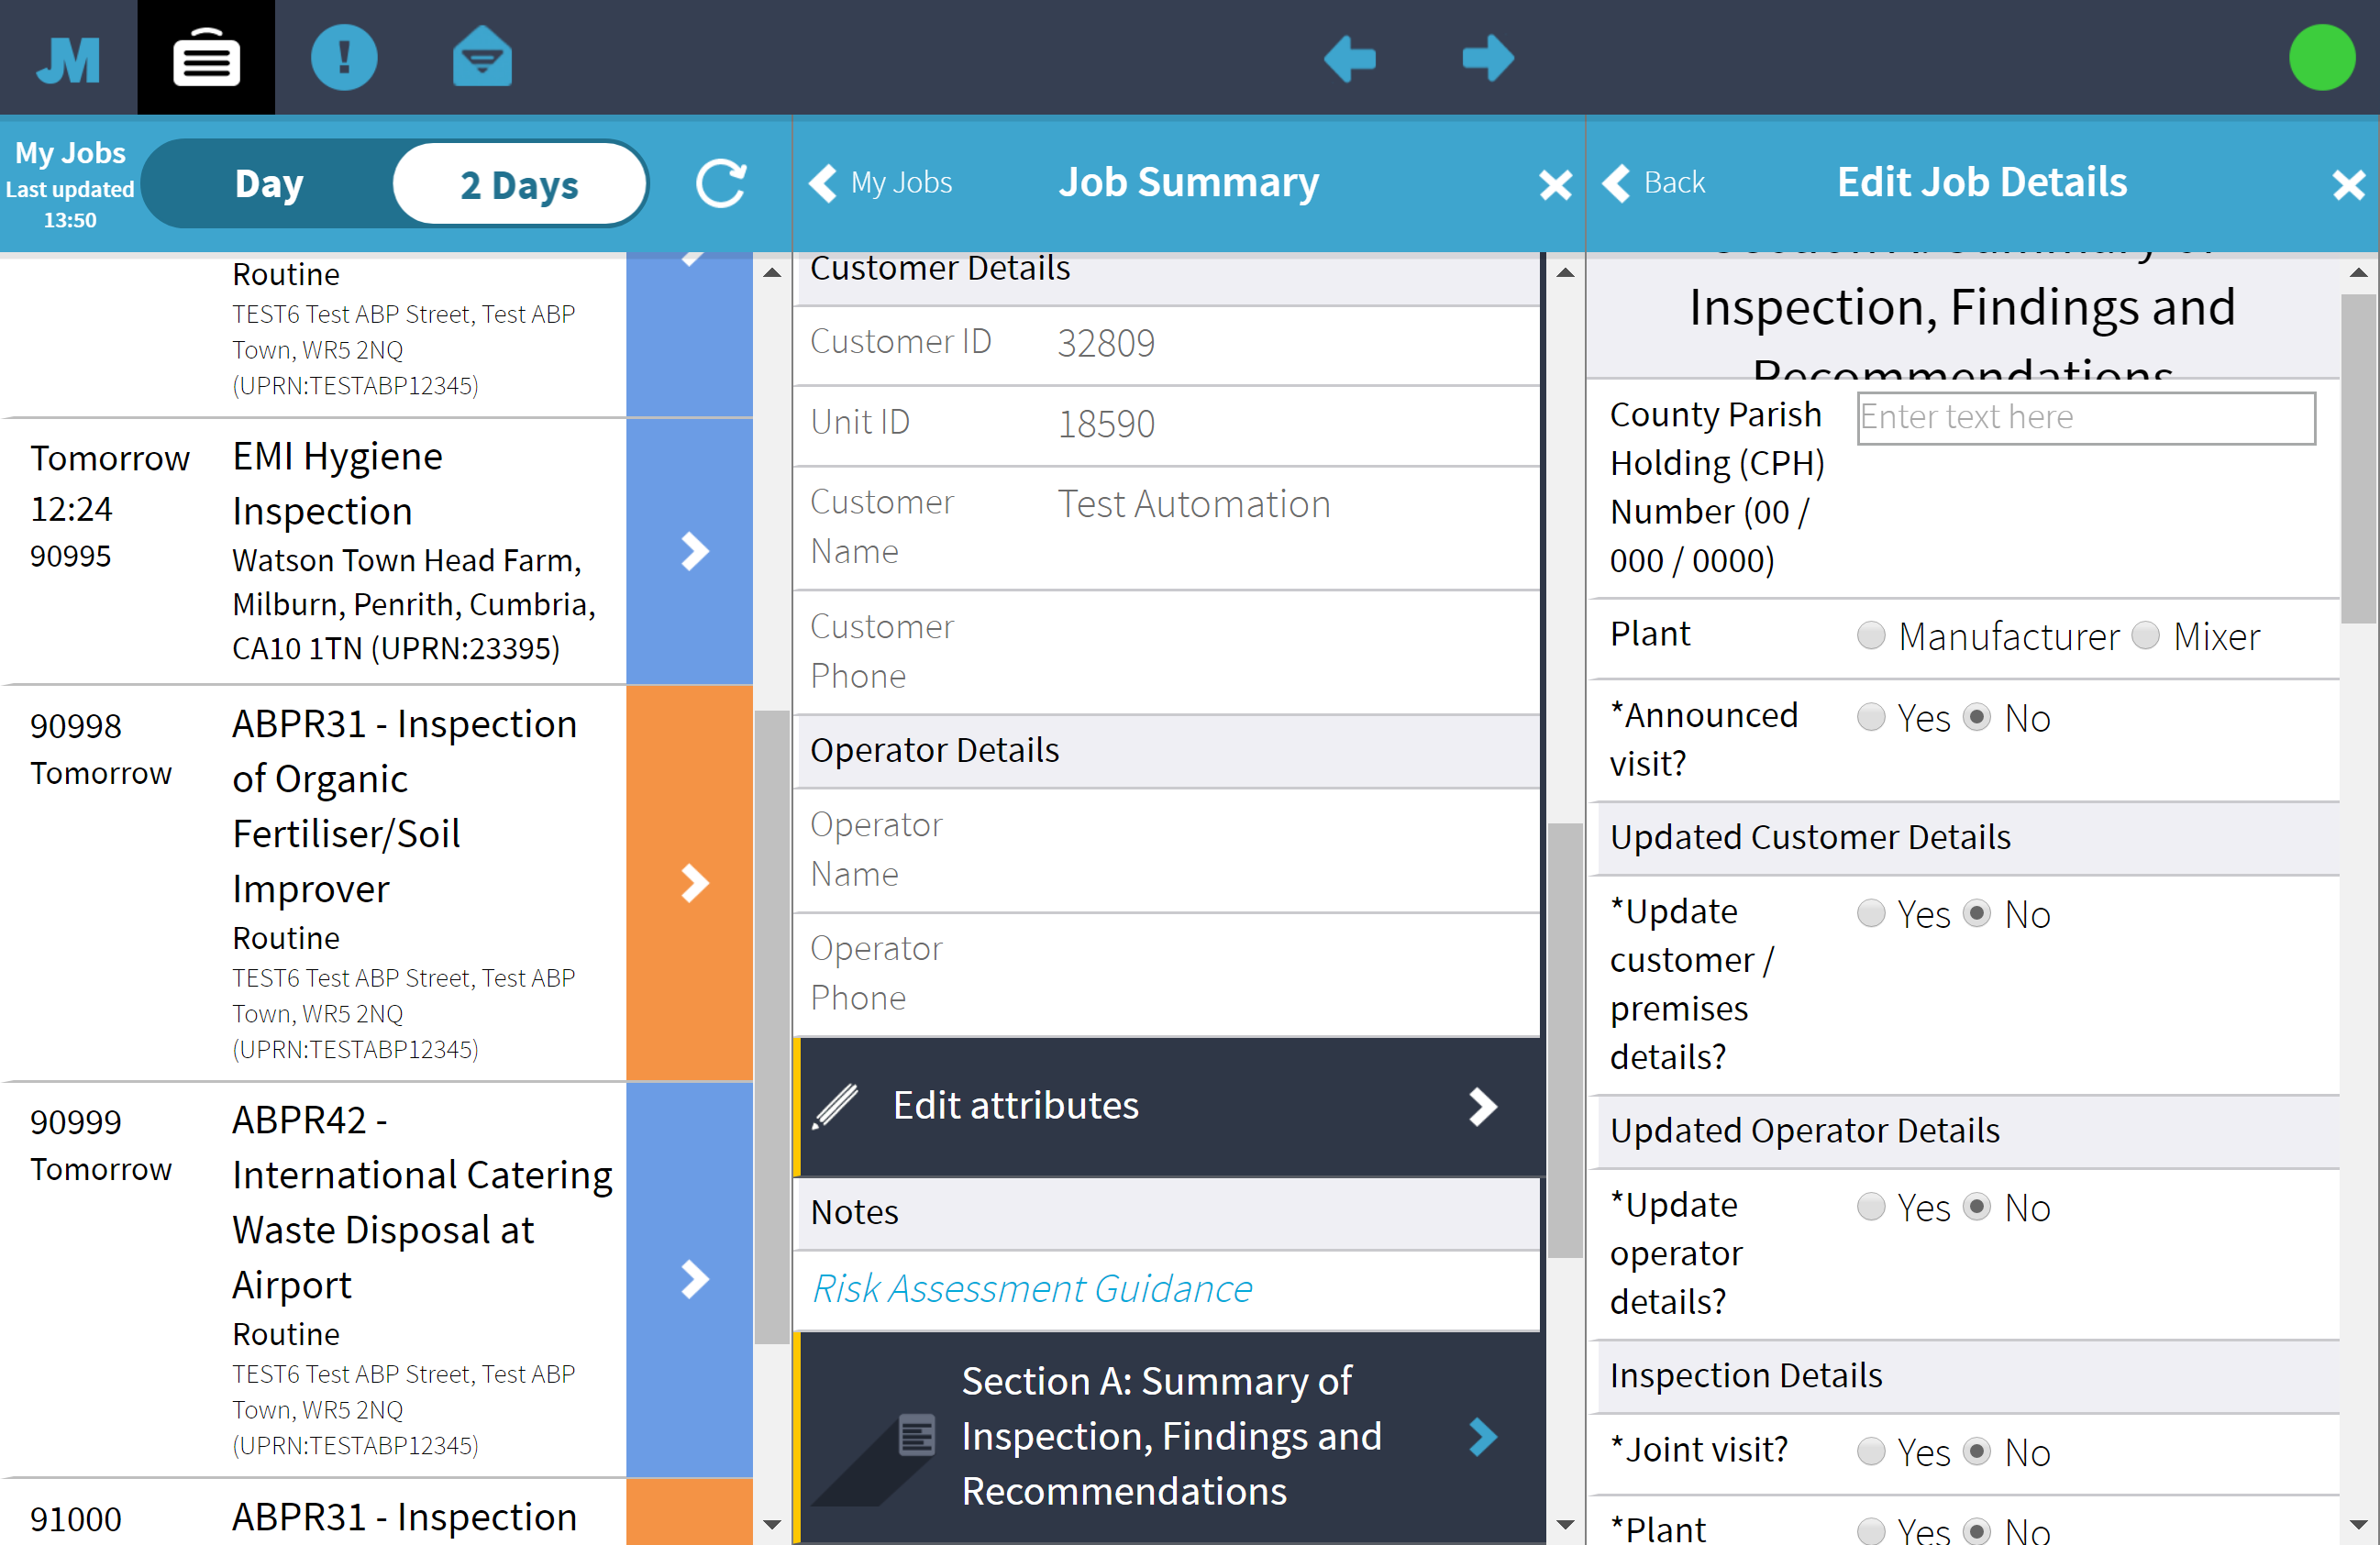 JM
My Jobs
Last updated
13:50
Day
2 Days
My Jobs
Job Summary
Back
Edit Job Details
Routine
TEST6 Test ABP Street, Test ABP
Town, WR5 2NQ
(UPRN:TESTABP12345)
Tomorrow
12:24
90995
EMI Hygiene
Inspection
Watson Town Head Farm,
Milburn, Penrith, Cumbria,
CA10 1TN (UPRN:23395)
90998
Tomorrow
ABPR31 - Inspection
of Organic
Fertiliser/Soil
Improver
Routine
TEST6 Test ABP Street, Test ABP
Town, WR5 2NQ
(UPRN:TESTABP12345)
90999
Tomorrow
ABPR42 -
International Catering
Waste Disposal at
Airport
Routine
TEST6 Test ABP Street, Test ABP
Town, WR5 2NQ
(UPRN:TESTABP12345)
91000
ABPR31 - Inspection
Customer Details
Customer ID
32809
Unit ID
18590
Customer
Name
Test Automation
Customer
Phone
Operator Details
Operator
Name
Operator
Phone
Edit attributes
Notes
Risk Assessment Guidance
Section A: Summary of
Inspection, Findings and
Recommendations
Section A: Summary of
Inspection, Findings and
Recommendations
County Parish
Holding (CPH)
Number (00 /
000 / 0000)
Enter text here
Plant
Manufacturer Mixer
*Announced
visit?
Yes No
Updated Customer Details
*Update
customer /
premises
details?
Yes No
Updated Operator Details
*Update
operator
details?
Yes No
Inspection Details
*Joint visit?
Yes No
*Plant
Yes No